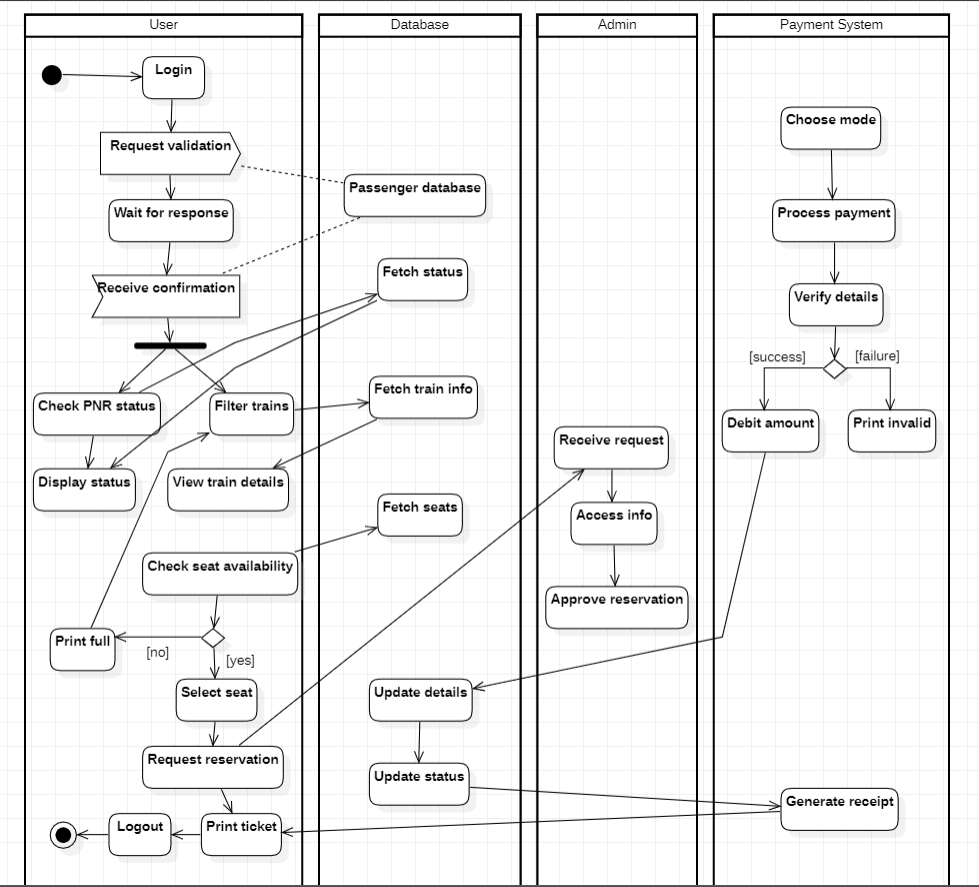 User
Database
Admin
Payment System
Login
Request validation
Wait for response
Receive confirmation
Check PNR status
Filter trains
Display status
View train details
Check seat availability
Print full
[no]
[yes]
Select seat
Request reservation
Print ticket
Logout
Passenger database
Fetch status
Fetch train info
Fetch seats
Update details
Update status
Receive request
Access info
Approve reservation
Choose mode
Process payment
Verify details
[success]
[failure]
Debit amount
Print invalid
Generate receipt